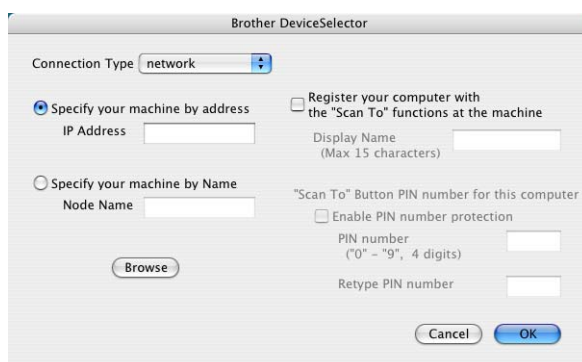 Brother DeviceSelector
Connection Type network
Specify your machine by address
IP Address
Specify your machine by Name
Node Name
Browse
Register your computer with
the "Scan To" functions at the machine
Display Name
(Max 15 characters)
"Scan To" Button PIN number for this computer
Enable PIN number protection
PIN number
("0" – "9", 4 digits)
Retype PIN number
Cancel OK